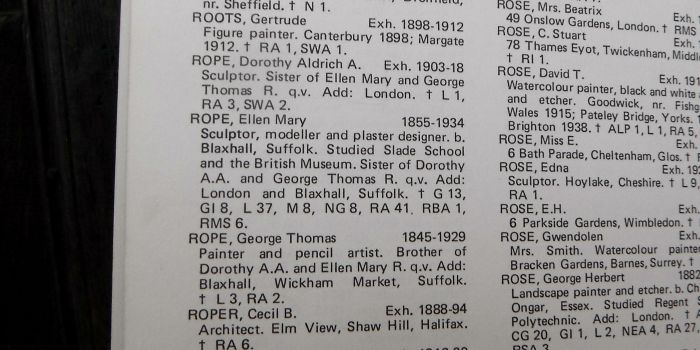 nr. Sheffield. † N 1.
ROOTS, Gertrude Exh. 1898-1912
Figure painter. Canterbury 1898; Margate
1912. † RA 1, SWA 1.
ROPE, Dorothy Aldrich A. Exh. 1903-18
Sculptor. Sister of Ellen Mary and George
Thomas R. q.v. Add: London. † L 1,
RA 3, SWA 2.
ROPE, Ellen Mary 1855-1934
Sculptor, modeller and plaster designer. b.
Blaxhall, Suffolk. Studied Slade School
and the British Museum. Sister of Dorothy
A.A. and George Thomas R. q.v. Add:
London and Blaxhall, Suffolk. † G 13,
GI 8, L 37, M 8, NG 8, RA 41, RBA 1,
RMS 6.
ROPE, George Thomas 1845-1929
Painter and pencil artist. Brother of
Dorothy A.A. and Ellen Mary R. q.v. Add:
Blaxhall, Wickham Market, Suffolk.
† L 3, RA 2.
ROPER, Cecil B. Exh. 1888-94
Architect. Elm View, Shaw Hill, Halifax.
† RA 6.
ROSE, Mrs. Beatrix
Exh.
49 Onslow Gardens, London. † RMS
ROSE, C. Stuart Exh.
78 Thames Eyot, Twickenham,
† RI 1.
ROSE, David T. Exh.
Watercolour painter, black and white
and etcher. Goodwick, nr.
Wales 1915; Pateley Bridge, Yorks.
Brighton 1938. † ALP 1, L 1, RA 5,
ROSE, Miss E. Exh.
6 Bath Parade, Cheltenham, Glos. †
ROSE, Edna Exh.
Sculptor. Hoylake, Cheshire. † L 9,
RA 1.
ROSE, E.H. Exh.
6 Parkside Gardens, Wimbledon. †
ROSE, Gwendolen Exh.
Mrs. Smith. Watercolour
Bracken Gardens, Barnes, Surrey. †
ROSE, George Herbert 1882
Landscape painter and etcher. b.
Ongar, Essex. Studied Regent
Polytechnic. Add: London. †
CG 20, GI 1, L 2, NEA 4, RA 27,